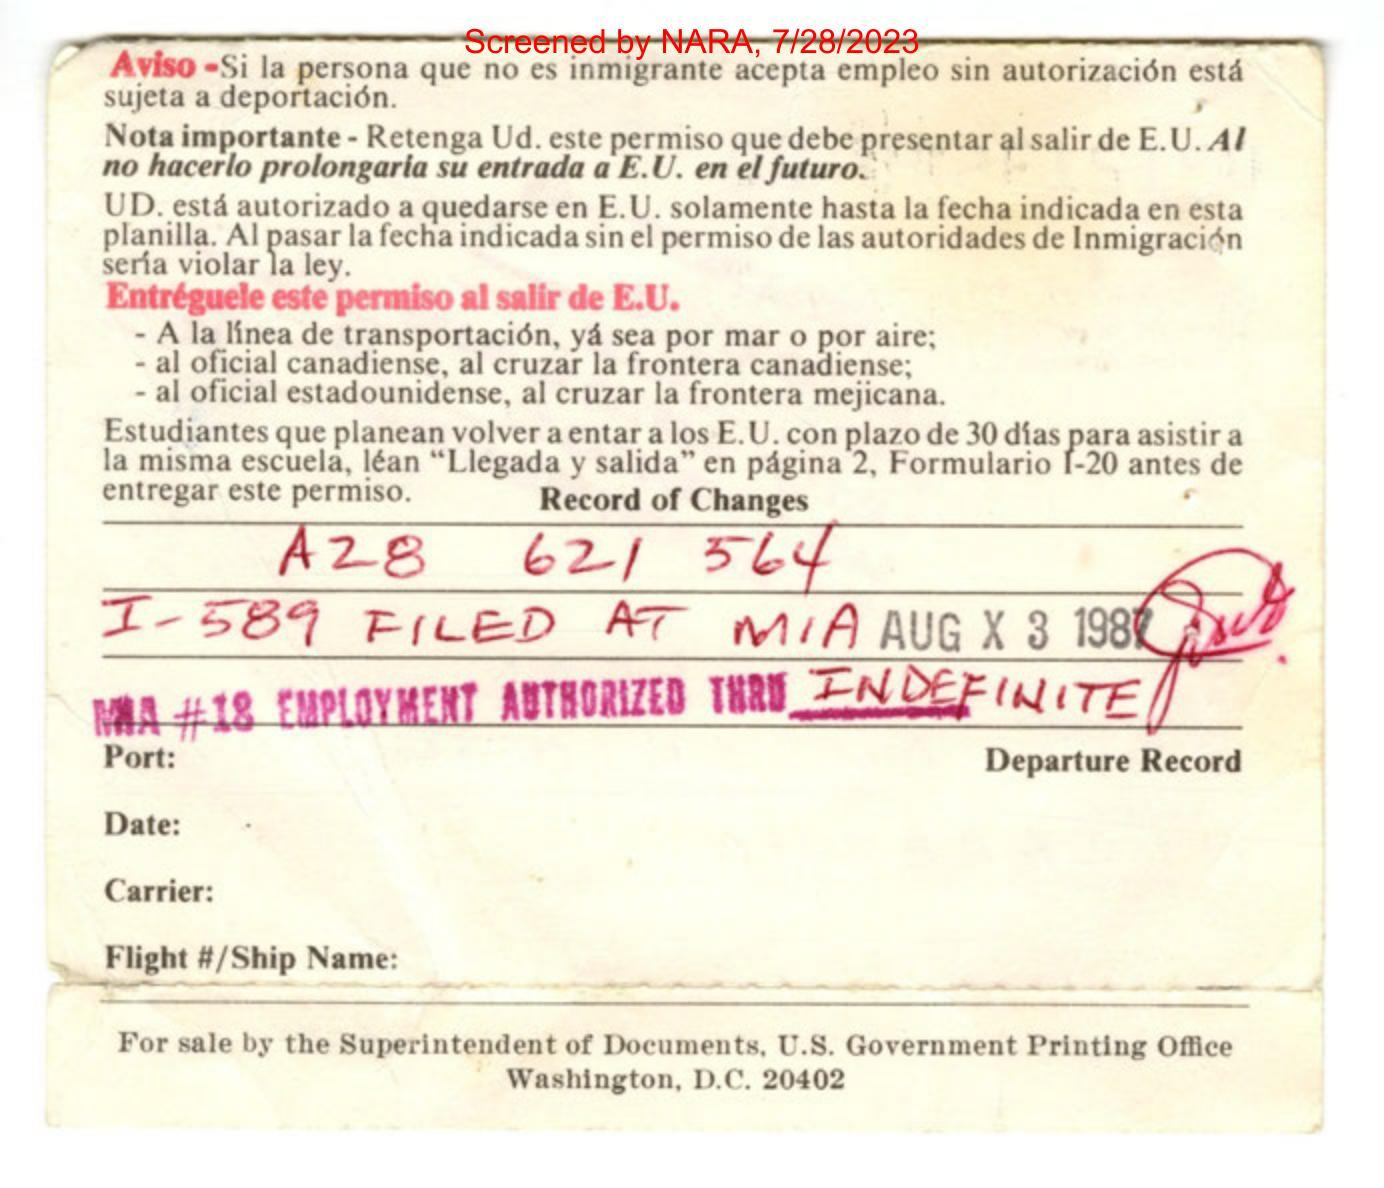 Screened by NARA, 7/28/2023
Aviso - Si la persona que no es inmigrante acepta empleo sin autorización está
sujeta a deportación.
Nota importante - Retenga Ud. este permiso que debe presentar al salir de E.U. Al
no hacerlo prolongaría su entrada a E.U. en el futuro.
UD. está autorizado a quedarse en E.U. solamente hasta la fecha indicada en esta
planilla. Al pasar la fecha indicada sin el permiso de las autoridades de Inmigración
sería violar la ley.
Entréguele este permiso al salir de E.U.
- A la línea de transportación, yá sea por mar o por aire;
- al oficial canadiense, al cruzar la frontera canadiense;
- al oficial estadounidense, al cruzar la frontera mejicana.
Estudiantes que planean volver a entar a los E.U. con plazo de 30 días para asistir a
la misma escuela, léan “Llegada y salida” en página 2, Formulario I-20 antes de
entregar este permiso.
Record of Changes
A28 621 564
I-589 FILED AT MIA AUG X 3 1987
MIA #18 EMPLOYMENT AUTHORIZED THRU INDEFINITE
Port: Departure Record
Date:
Carrier:
Flight #/Ship Name:
For sale by the Superintendent of Documents, U.S. Government Printing Office
Washington, D.C. 20402